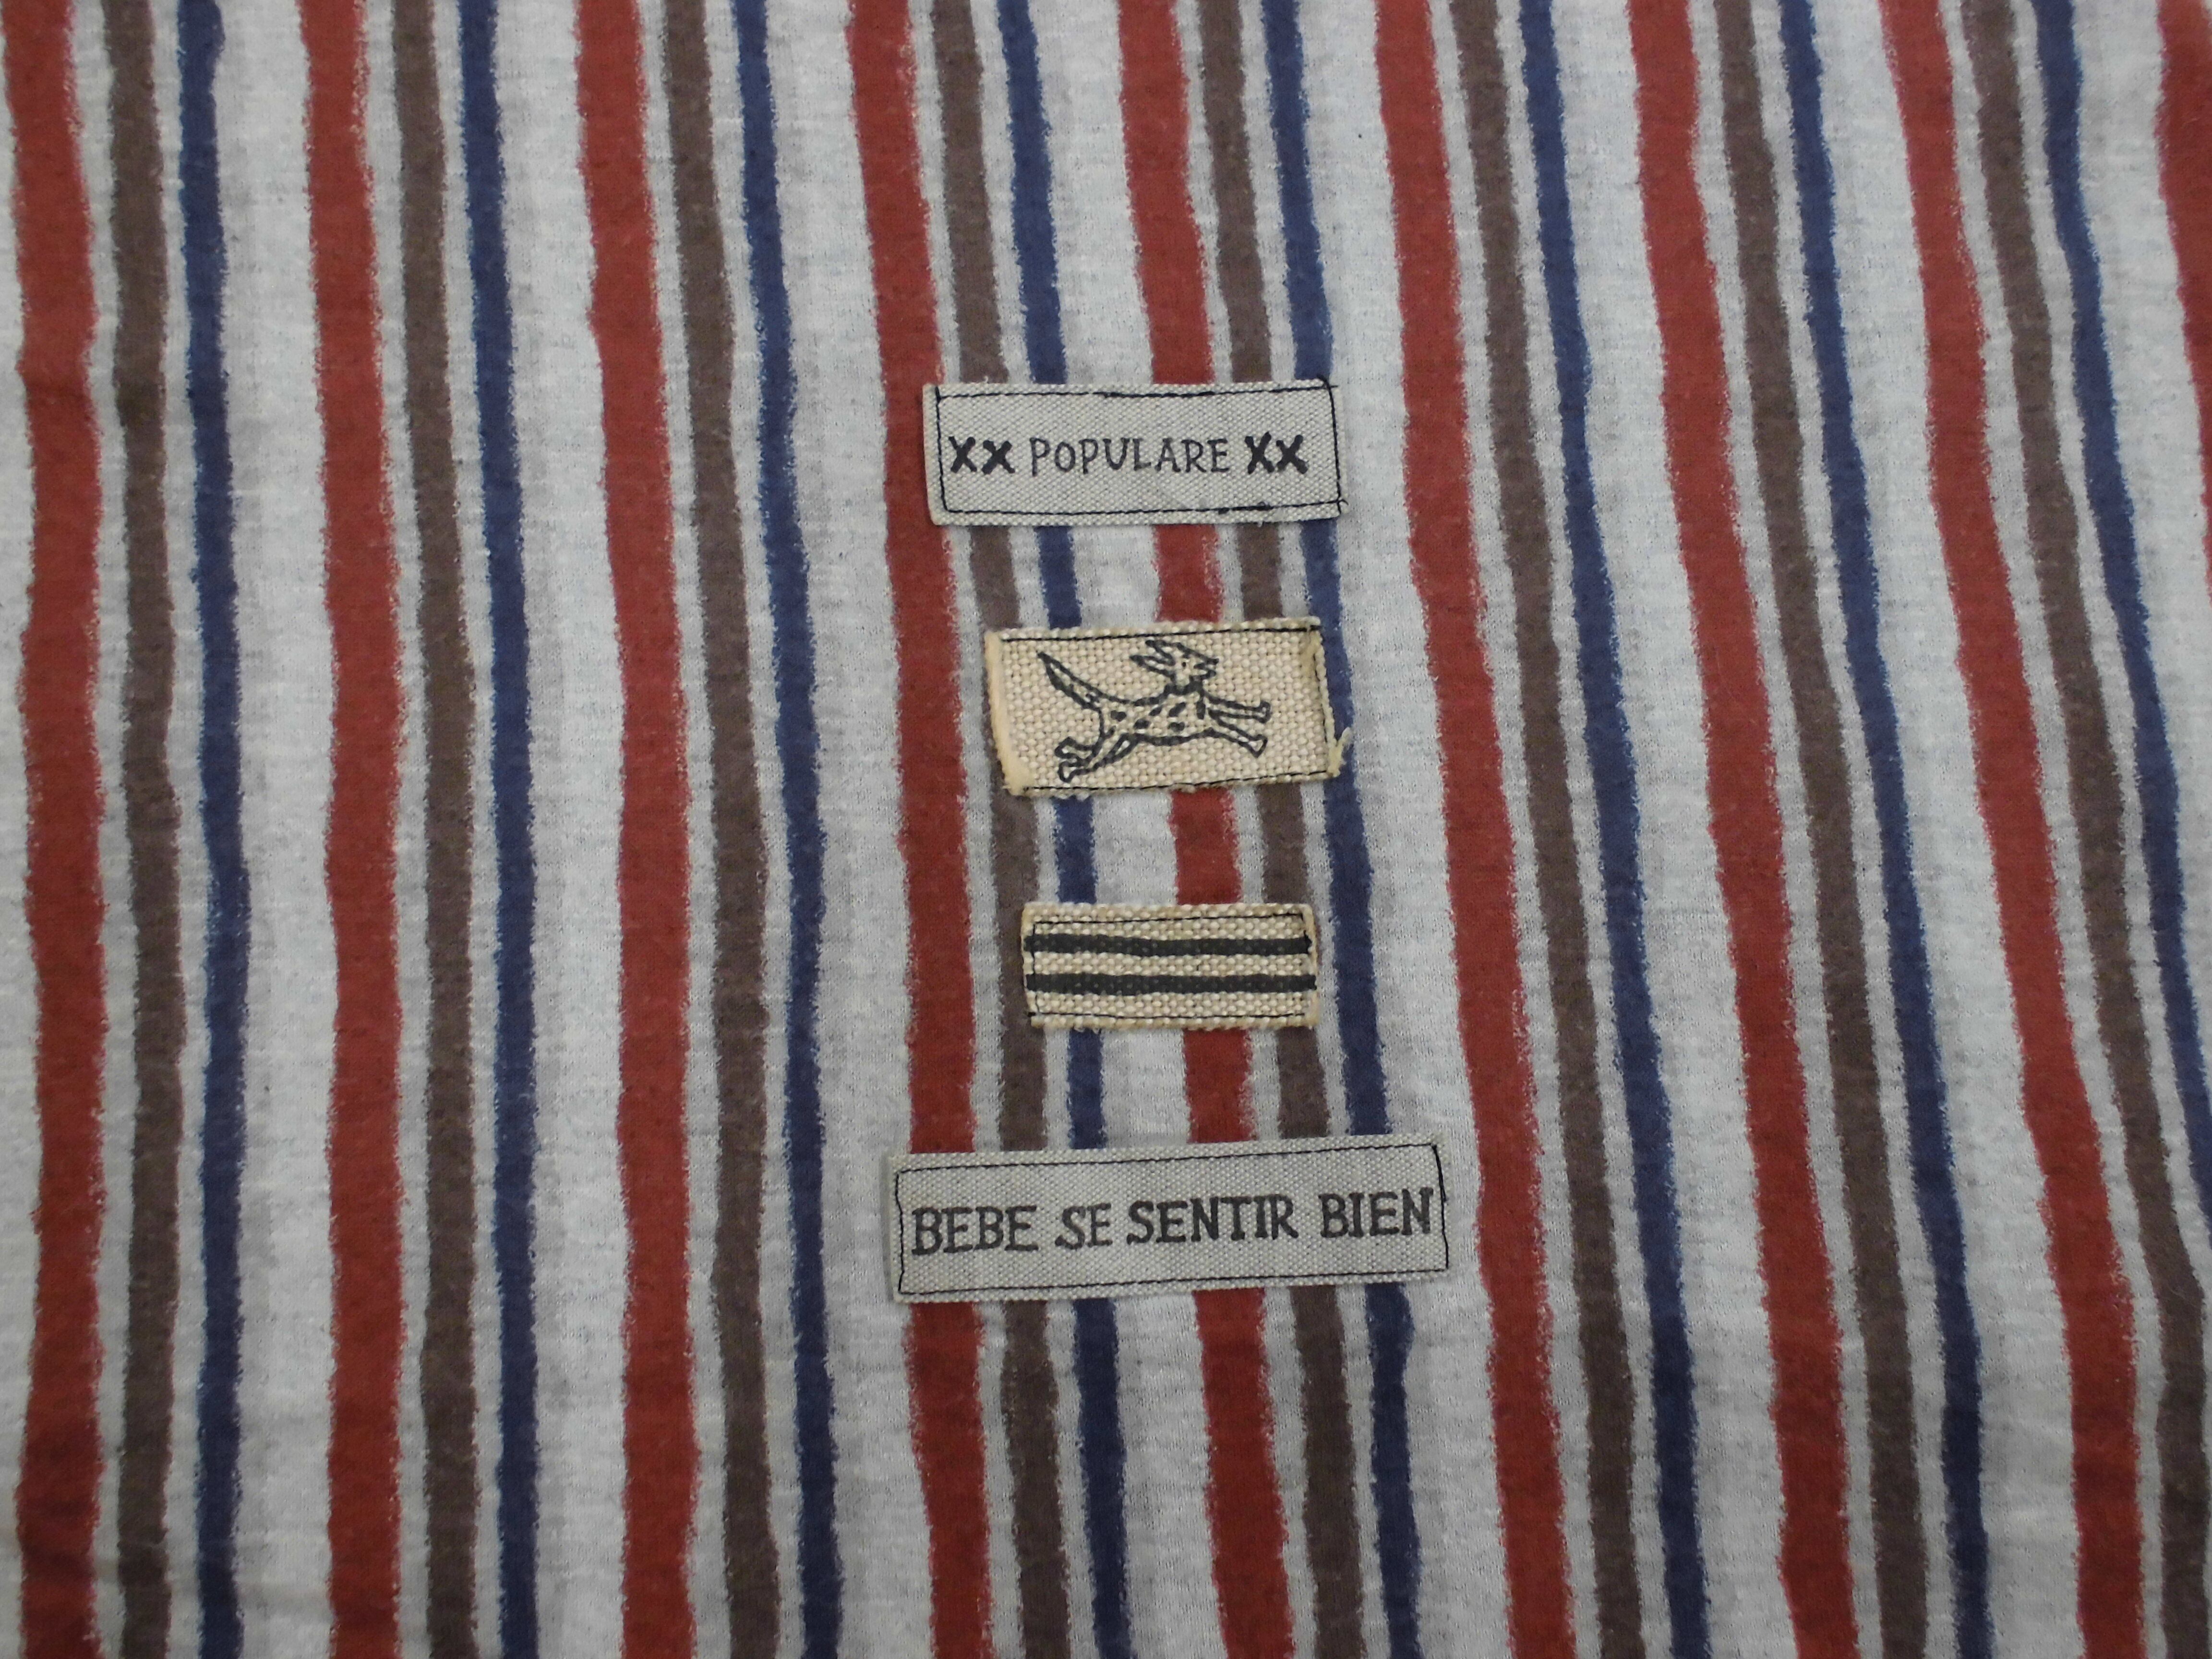 XX POPULARE XX
BEBE SE SENTIR BIEN